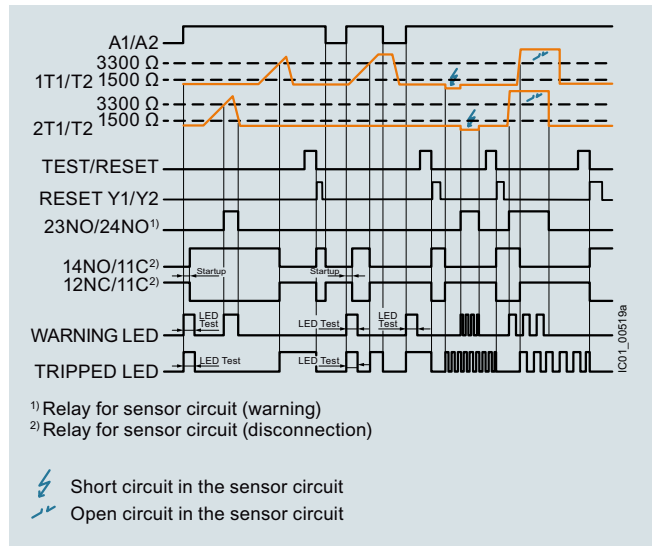 A1/A2
3300 Ω
1T1/T2 1500 Ω
3300 Ω
2T1/T2 1500 Ω
TEST/RESET
RESET Y1/Y2
23NO/24NO1)
14NO/11C2)
Startup Startup
12NC/11C2)
LED Test LED Test LED Test
WARNING LED
LED Test LED Test
TRIPPED LED
IC01_00519a
1) Relay for sensor circuit (warning)
2) Relay for sensor circuit (disconnection)
Short circuit in the sensor circuit
Open circuit in the sensor circuit